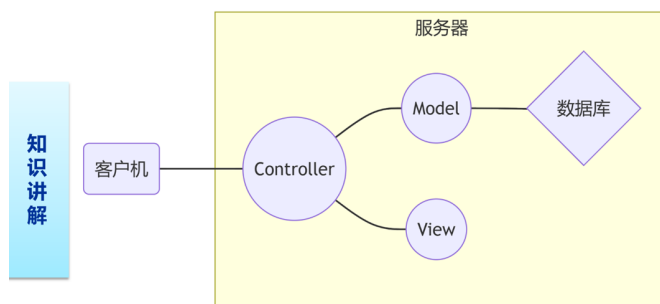 服务器
知识讲解
客户机
Controller
Model
数据库
View